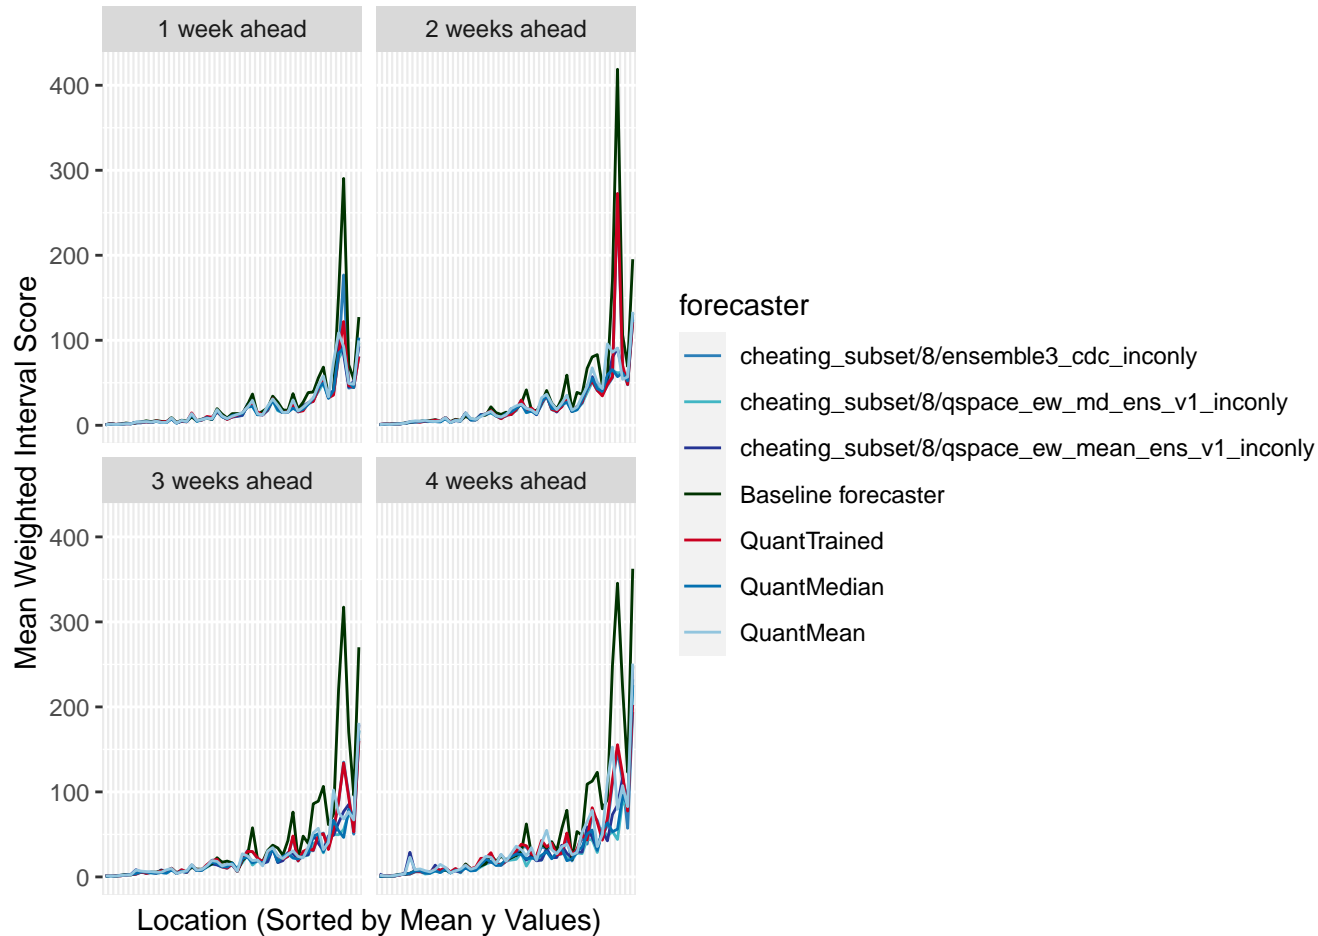 1 week ahead
2 weeks ahead
400
300
200
100
0
3 weeks ahead
4 weeks ahead
400
300
200
100
0
Mean Weighted Interval Score
Location (Sorted by Mean y Values)
forecaster
cheating_subset/8/ensemble3_cdc_inconly
cheating_subset/8/qspace_ew_md_ens_v1_inconly
cheating_subset/8/qspace_ew_mean_ens_v1_inconly
Baseline forecaster
QuantTrained
QuantMedian
QuantMean